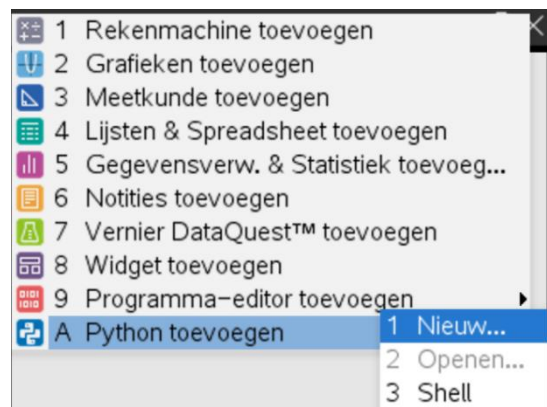 1 Rekenmachine toevoegen
2 Grafieken toevoegen
3 Meetkunde toevoegen
4 Lijsten & Spreadsheet toevoegen
5 Gegevensverw. & Statistiek toevoeg...
6 Notities toevoegen
7 Vernier DataQuest™ toevoegen
8 Widget toevoegen
9 Programma-editor toevoegen
A Python toevoegen
1 Nieuw...
2 Openen...
3 Shell